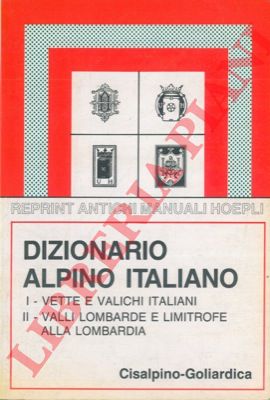 REPRINT ANTICHI MANUALI HOEPLI
DIZIONARIO
ALPINO ITALIANO
I - VETTE E VALICHI ITALIANI
II - VALLI LOMBARDE E LIMITROFE
ALLA LOMBARDIA
Cisalpino-Goliardica
LIBRERIA PIANI